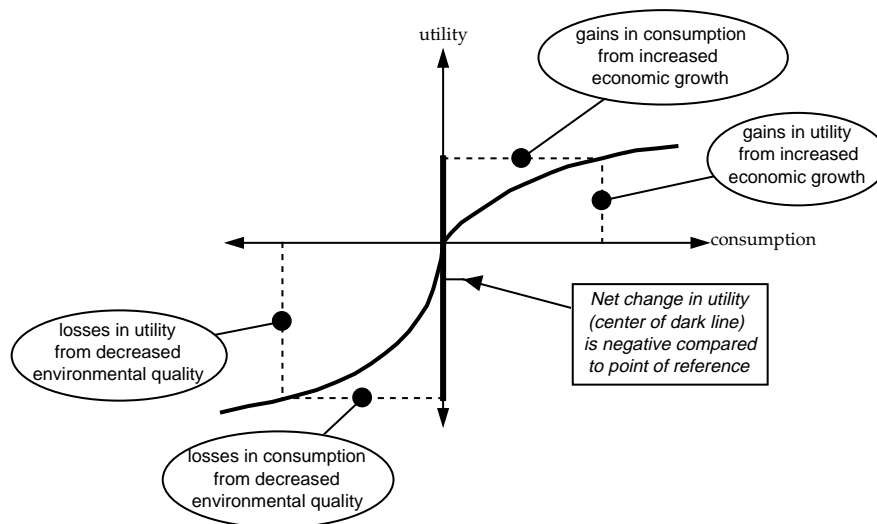 utility
gains in consumption
from increased
economic growth
gains in utility
from increased
economic growth
consumption
Net change in utility
(center of dark line)
is negative compared
to point of reference
losses in utility
from decreased
environmental quality
losses in consumption
from decreased
environmental quality